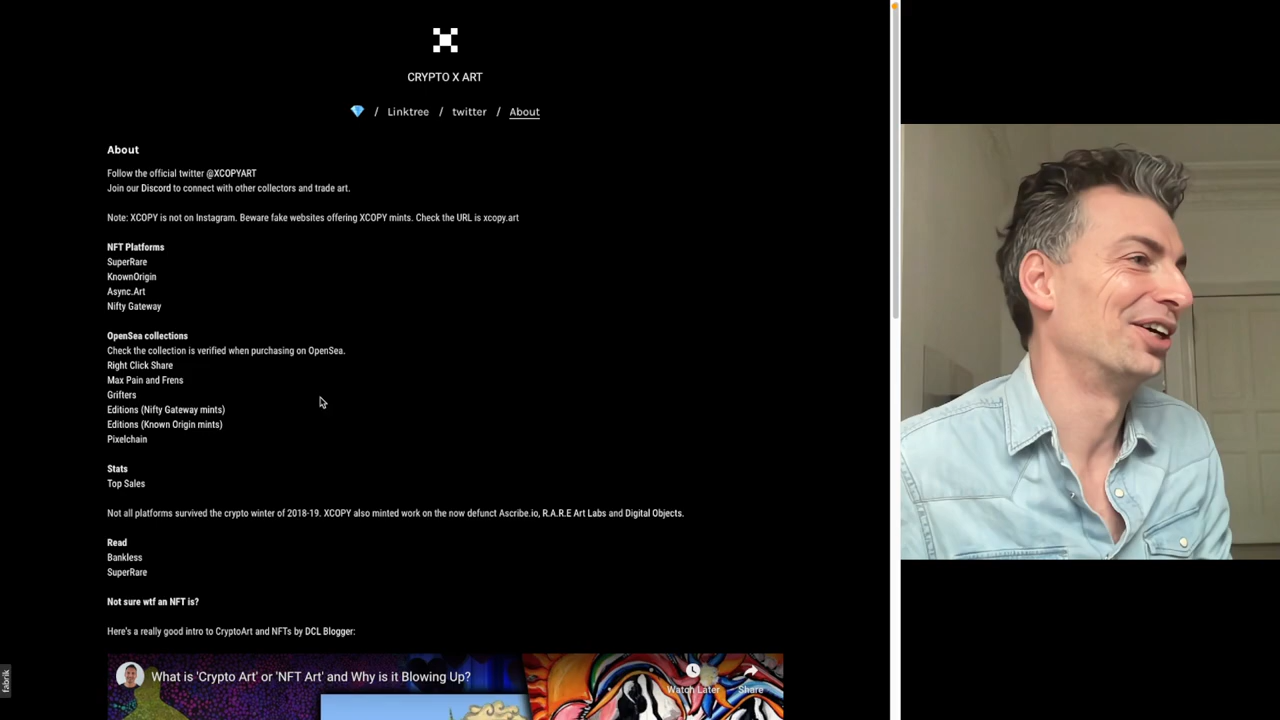 CRYPTO X ART
/ Linktree / twitter / About
About
Follow the official twitter @XCOPYART
Join our Discord to connect with other collectors and trade art.
Note: XCOPY is not on Instagram. Beware fake websites offering XCOPY mints. Check the URL is xcopy.art
NFT Platforms
SuperRare
KnownOrigin
Async.Art
Nifty Gateway
OpenSea collections
Check the collection is verified when purchasing on OpenSea.
Right Click Share
Max Pain and Frens
Grifters
Editions (Nifty Gateway mints)
Editions (Known Origin mints)
Pixelchain
Stats
Top Sales
Not all platforms survived the crypto winter of 2018-19. XCOPY also minted work on the now defunct Ascribe.io, R.A.R.E Art Labs and Digital Objects.
Read
Bankless
SuperRare
Not sure wtf an NFT is?
Here's a really good intro to CryptoArt and NFTs by DCL Blogger:
What is 'Crypto Art' or 'NFT Art' and Why is it Blowing Up?
Watch Later Share
fabrik